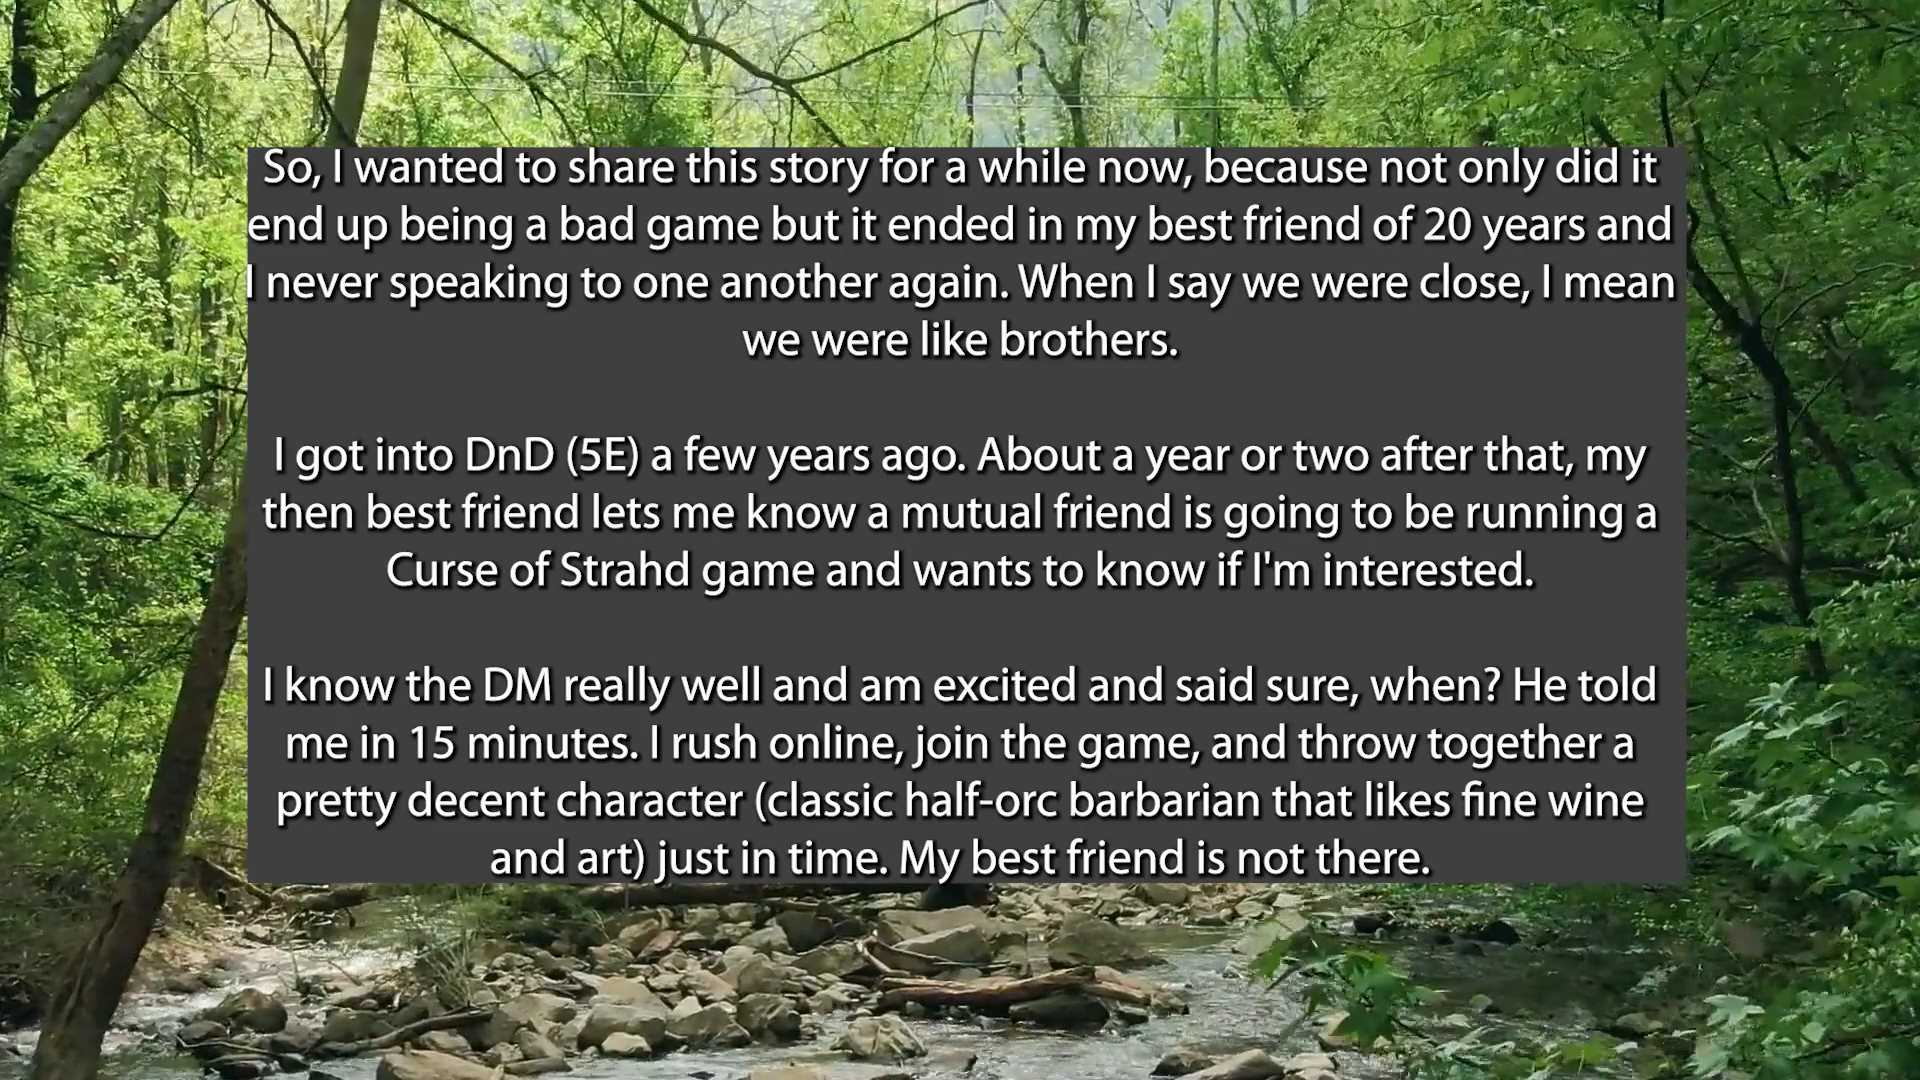 So, I wanted to share this story for a while now, because not only did it
end up being a bad game but it ended in my best friend of 20 years and
I never speaking to one another again. When I say we were close, I mean
we were like brothers.
I got into DnD (5E) a few years ago. About a year or two after that, my
then best friend lets me know a mutual friend is going to be running a
Curse of Strahd game and wants to know if I'm interested.
I know the DM really well and am excited and said sure, when? He told
me in 15 minutes. I rush online, join the game, and throw together a
pretty decent character (classic half-orc barbarian that likes fine wine
and art) just in time. My best friend is not there.